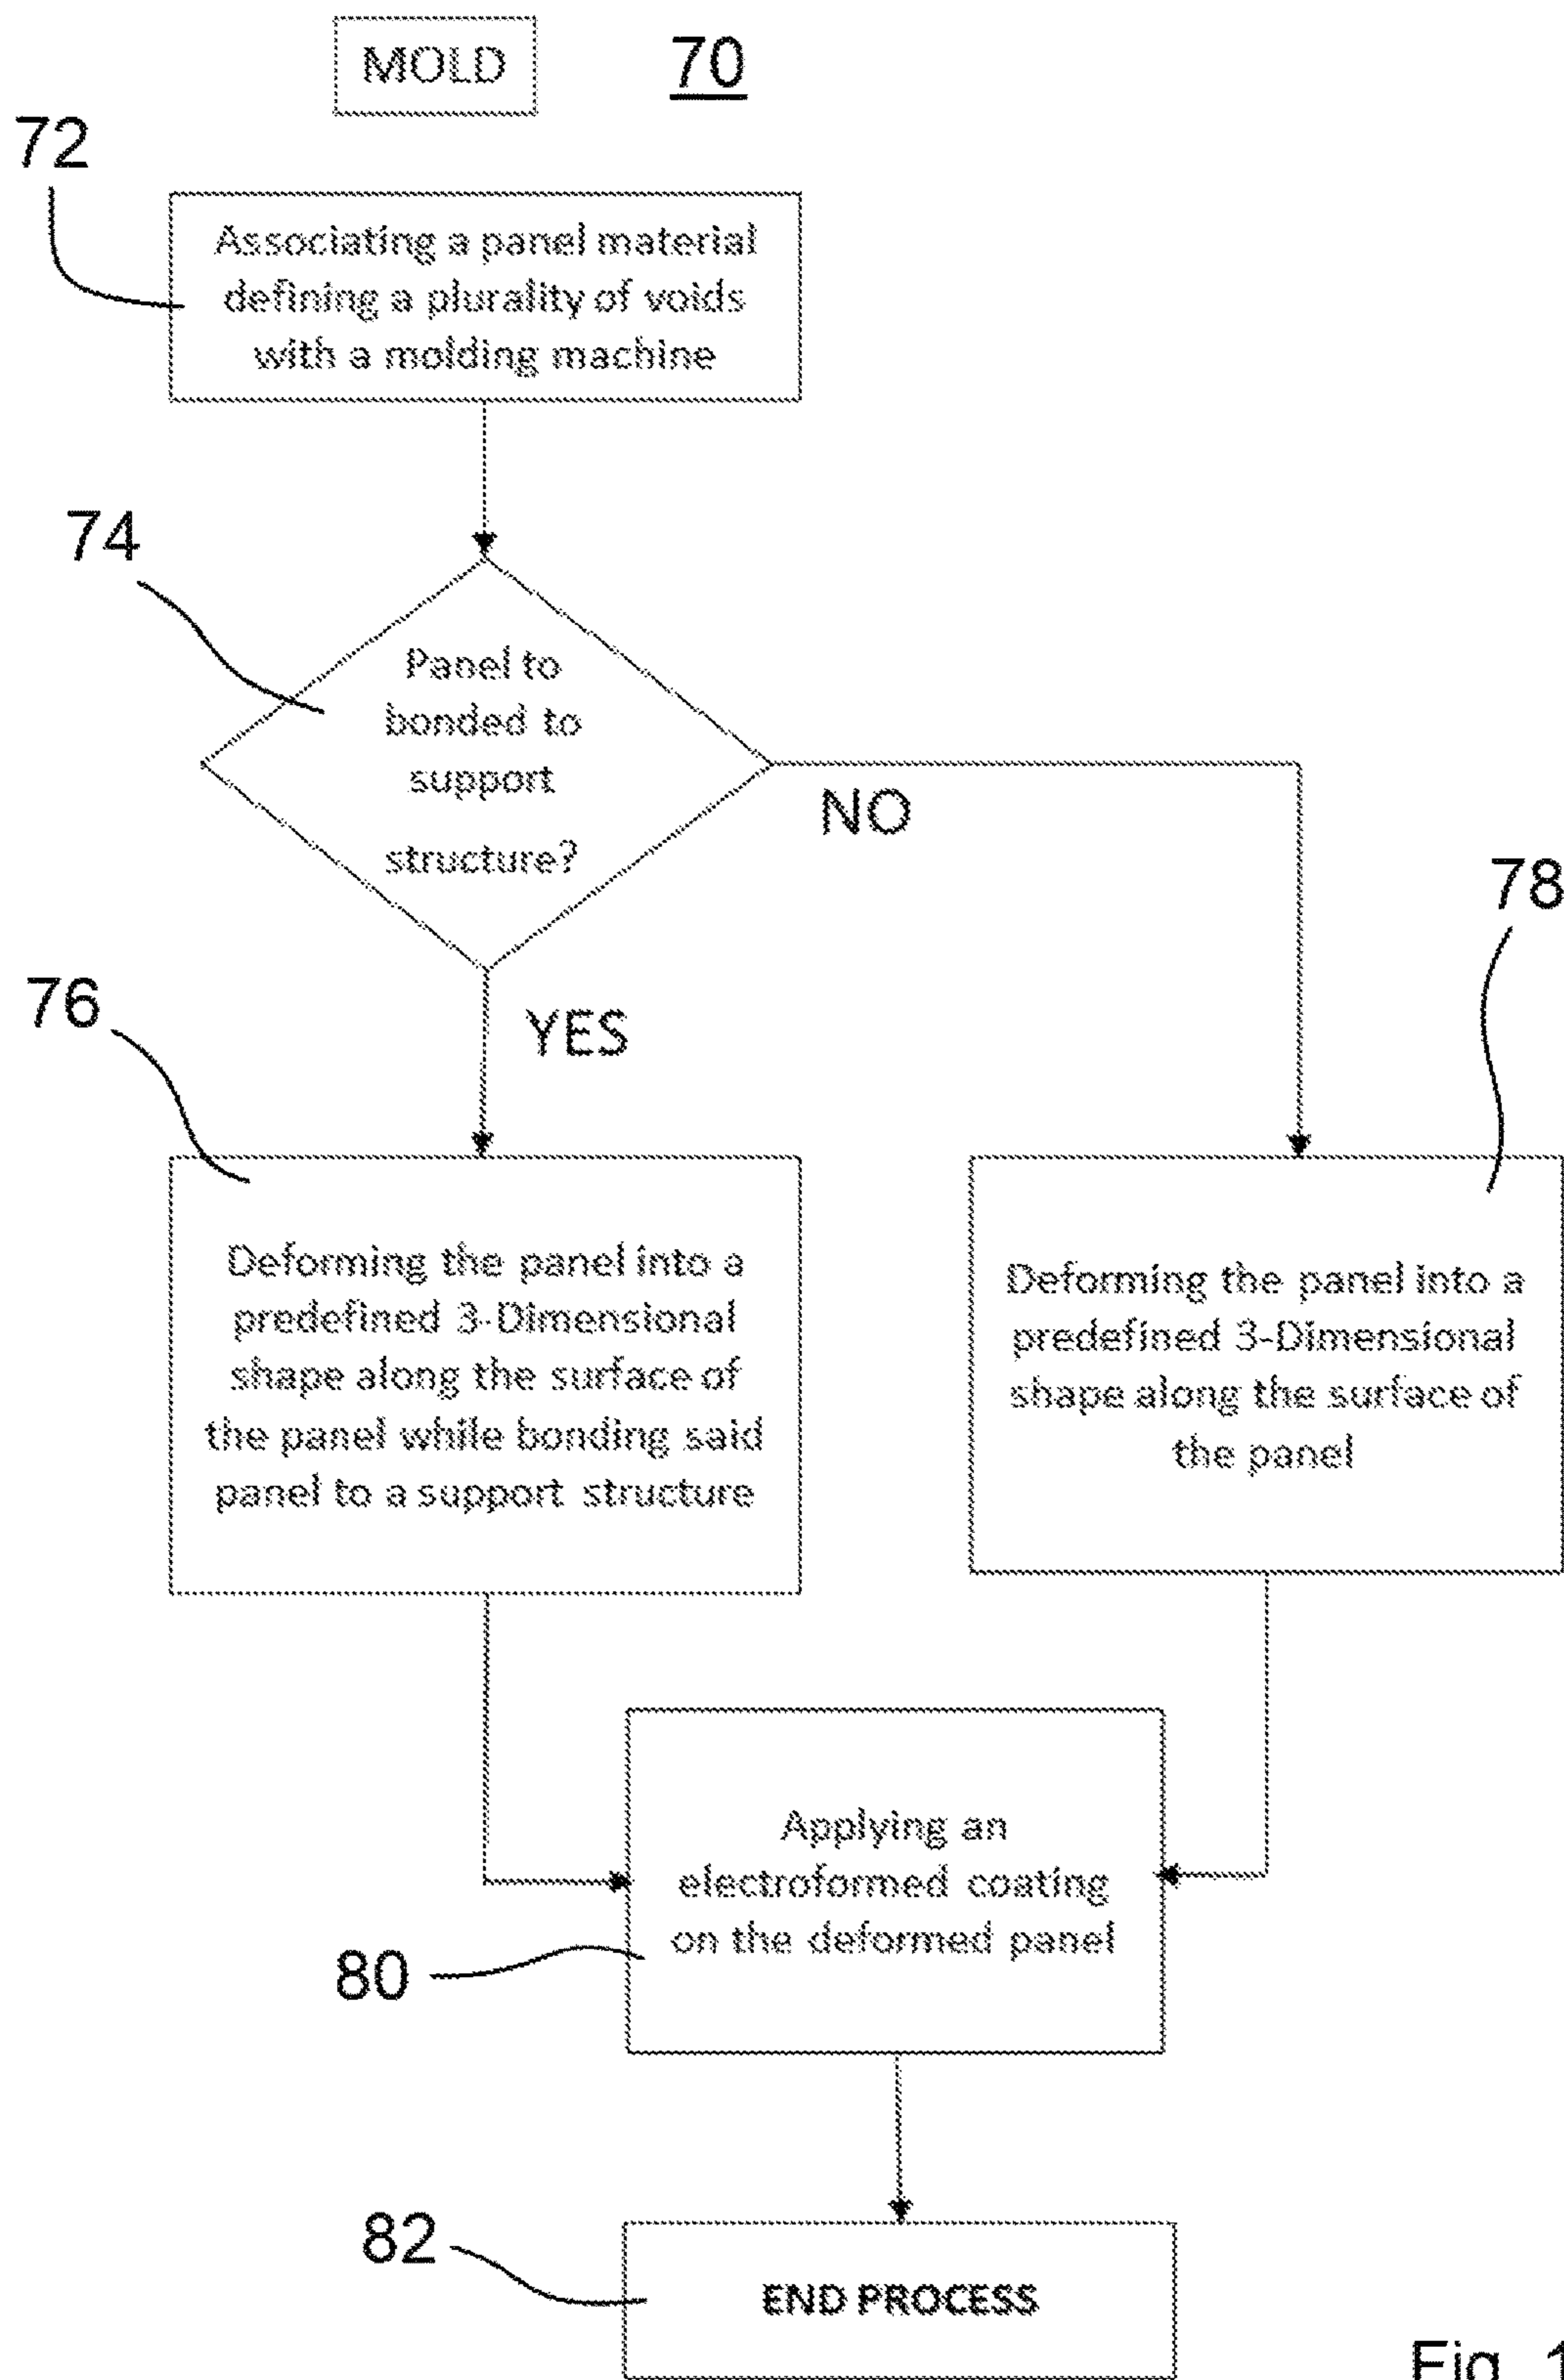 MOLD
70
72
Associating a panel material
defining a plurality of voids
with a molding machine
74
Panel to
bonded to
support
structure?
NO
78
76
YES
Deforming the panel into a
predefined 3-Dimensional
shape along the surface of
the panel while bonding said
panel to a support structure
Deforming the panel into a
predefined 3-Dimensional
shape along the surface of
the panel
Applying an
electroformed coating
on the deformed panel
80
82
END PROCESS
Fig.